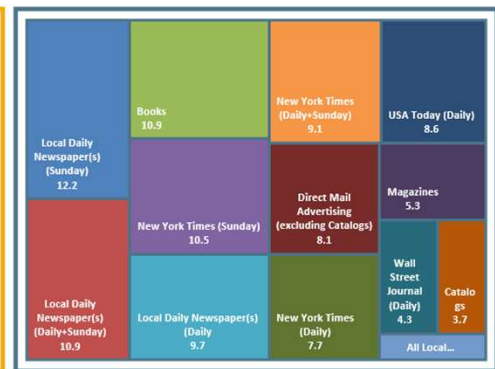 Local Daily
Newspaper(s)
(Sunday)
12.2
Local Daily
Newspaper(s)
(Daily+Sunday)
10.9
Books
10.9
New York Times (Sunday)
10.5
Local Daily Newspaper(s)
(Daily
9.7
New York Times
(Daily+Sunday)
9.1
Direct Mail
Advertising
(excluding Catalogs)
8.1
New York Times
(Daily)
7.7
USA Today (Daily)
8.6
Magazines
5.3
Wall
Street
Journal
(Daily)
4.3
Catalo
gs
3.7
All Local…